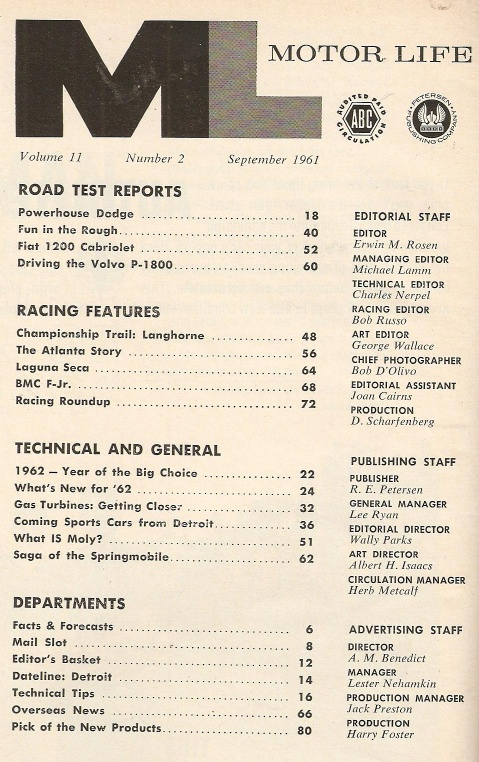 ML MOTOR LIFE
AUDITED PAID CIRCULATION
ABC
PETERSEN PUBLISHING COMPANY
Volume 11 Number 2 September 1961
ROAD TEST REPORTS
Powerhouse Dodge 18
Fun in the Rough 40
Fiat 1200 Cabriolet 52
Driving the Volvo P-1800 60
RACING FEATURES
Championship Trail: Langhorne 48
The Atlanta Story 56
Laguna Seca 64
BMC F-Jr. 68
Racing Roundup 72
TECHNICAL AND GENERAL
1962 — Year of the Big Choice 22
What's New for '62 24
Gas Turbines: Getting Closer 32
Coming Sports Cars from Detroit 36
What IS Moly? 51
Saga of the Springmobile 62
DEPARTMENTS
Facts & Forecasts 6
Mail Slot 8
Editor's Basket 12
Dateline: Detroit 14
Technical Tips 16
Overseas News 66
Pick of the New Products 80
EDITORIAL STAFF
EDITOR
Erwin M. Rosen
MANAGING EDITOR
Michael Lamm
TECHNICAL EDITOR
Charles Nerpel
RACING EDITOR
Bob Russo
ART EDITOR
George Wallace
CHIEF PHOTOGRAPHER
Bob D'Olivo
EDITORIAL ASSISTANT
Joan Cairns
PRODUCTION
D. Scharfenberg
PUBLISHING STAFF
PUBLISHER
R. E. Petersen
GENERAL MANAGER
Lee Ryan
EDITORIAL DIRECTOR
Wally Parks
ART DIRECTOR
Albert H. Isaacs
CIRCULATION MANAGER
Herb Metcalf
ADVERTISING STAFF
DIRECTOR
A. M. Benedict
MANAGER
Lester Nehamkin
PRODUCTION MANAGER
Jack Preston
PRODUCTION
Harry Foster